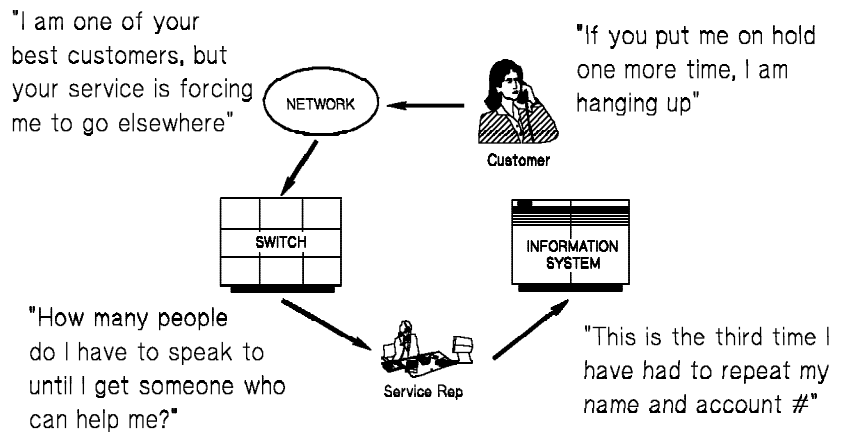 "I am one of your
best customers, but
your service is forcing
me to go elsewhere"
"If you put me on hold
one more time, I am
hanging up"
NETWORK
Customer
SWITCH
INFORMATION
SYSTEM
"How many people
do I have to speak to
until I get someone who
can help me?"
Service Rep
"This is the third time I
have had to repeat my
name and account #"